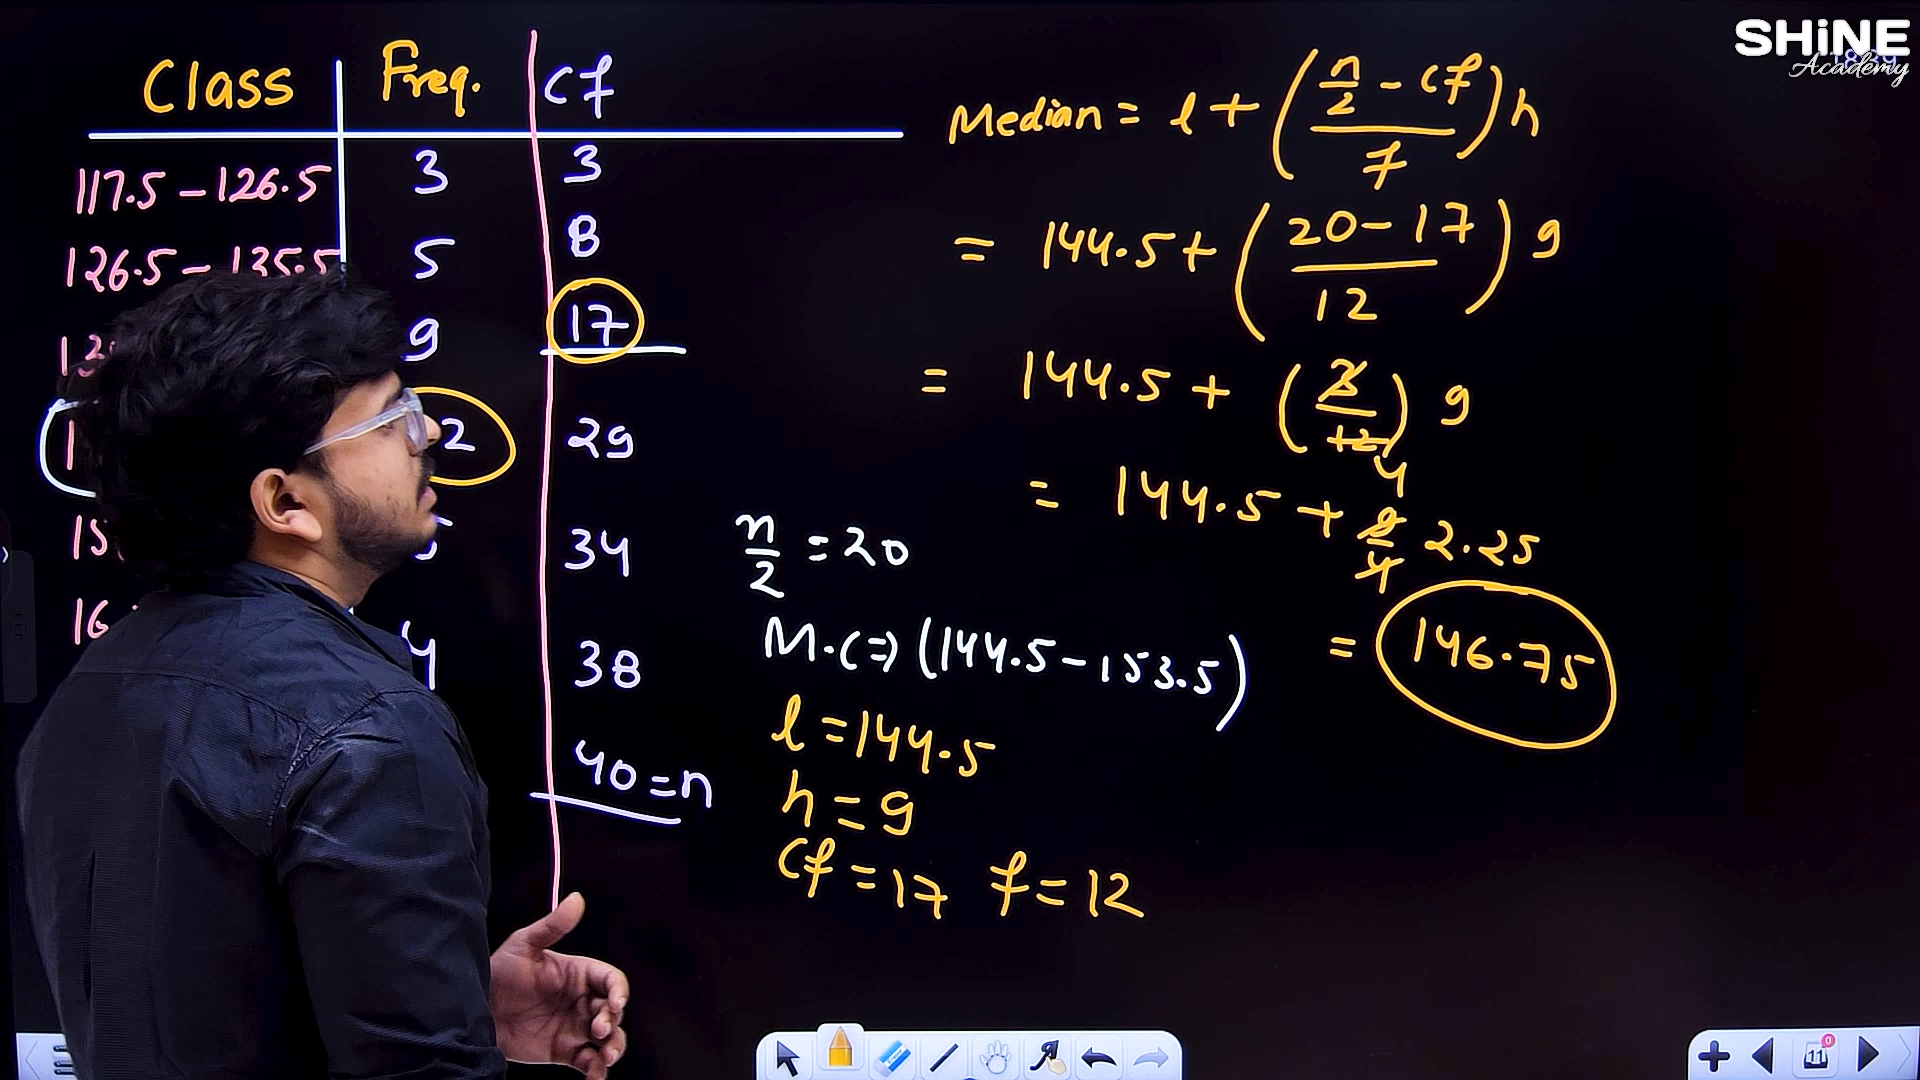 SHiNE
Academy
Class Freq. Cf
117.5 - 126.5 3 3
126.5 - 135.5 5 8
9 17
2 29
34
4 38
40 = n
n/2 = 20
M.C => (144.5 - 153.5)
l = 144.5
h = 9
Cf = 17 f = 12
Median = l + ( (n/2 - cf) / f ) h
= 144.5 + ( (20 - 17) / 12 ) 9
= 144.5 + ( 3 / 12 ) 9
4
= 144.5 + 9/4 2.25
= 146.75
11
0